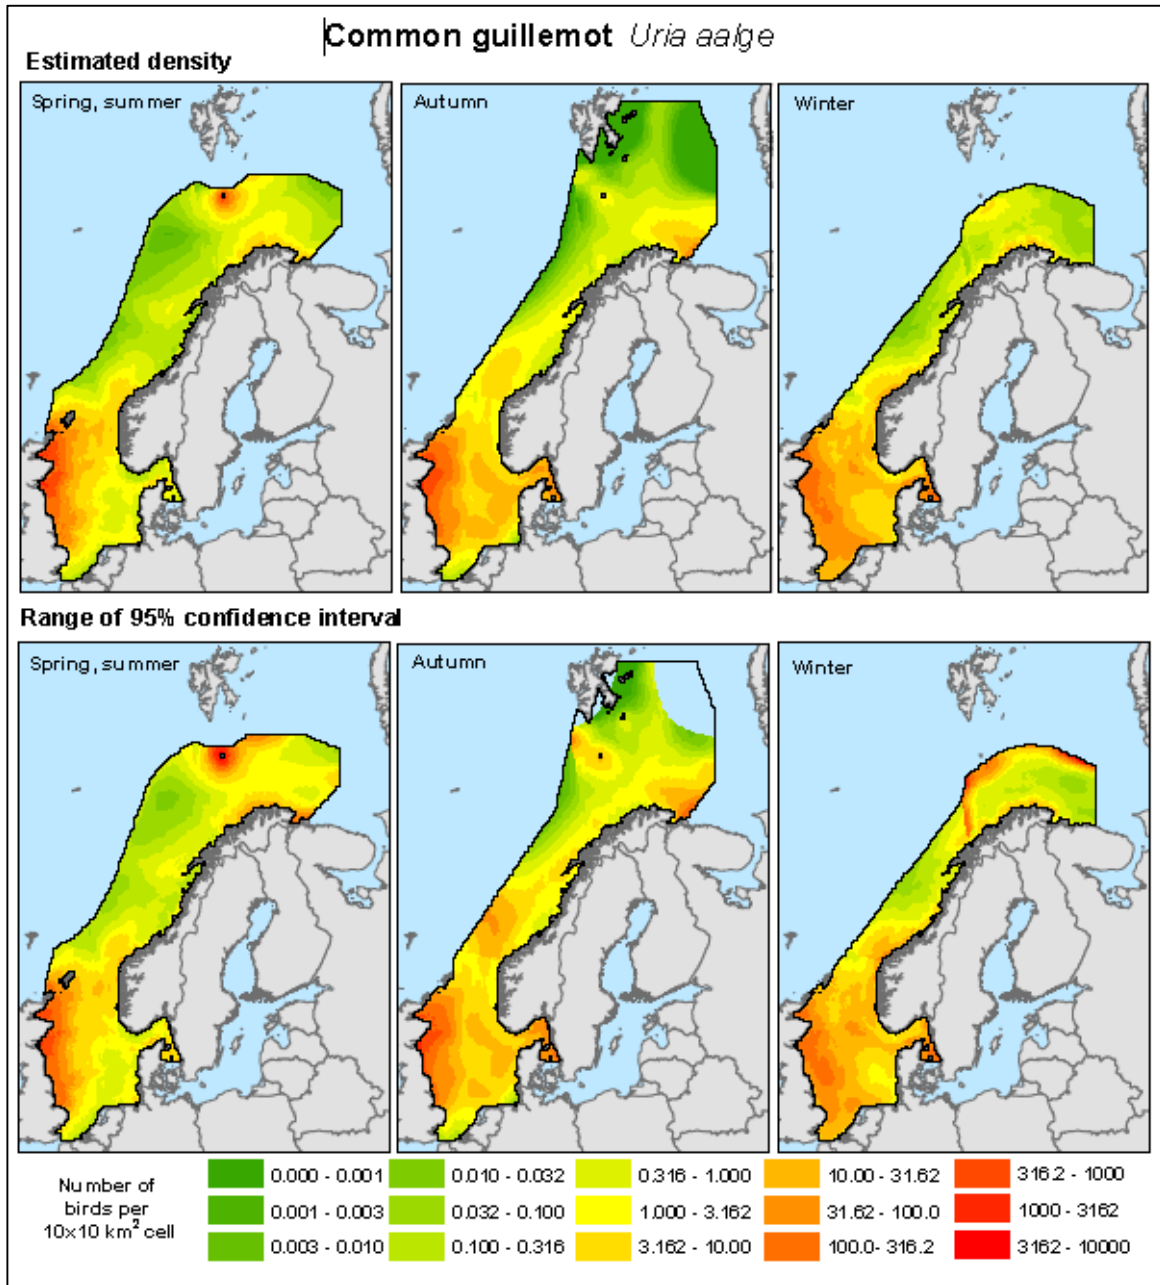 Common guillemot Uria aalge
Estimated density
Spring, summer
Autumn
Winter
Range of 95% confidence interval
Spring, summer
Autumn
Winter
Number of
birds per
10x10 km² cell
0.000 - 0.001
0.001 - 0.003
0.003 - 0.010
0.010 - 0.032
0.032 - 0.100
0.100 - 0.316
0.316 - 1.000
1.000 - 3.162
3.162 - 10.00
10.00 - 31.62
31.62 - 100.0
100.0- 316.2
316.2 - 1000
1000 - 3162
3162 - 10000